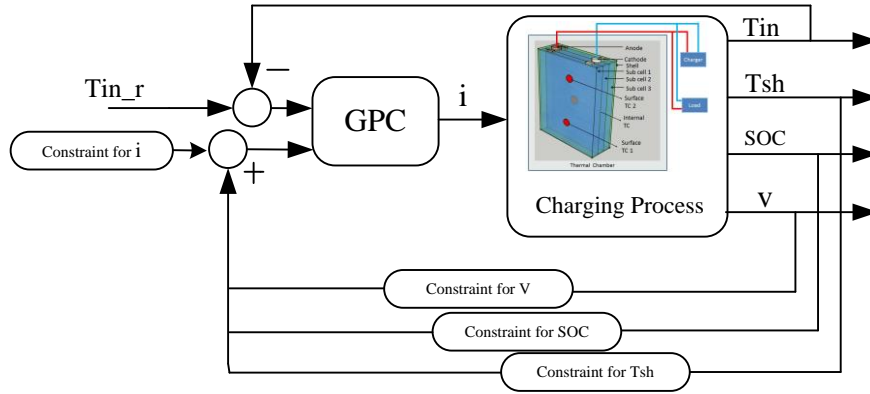 Tin
Anode
Cathode
Shell
Sub cell 1
Sub cell 2
Sub cell 3
Charger
Tin_r
−
Tsh
Surface
TC 2
Load
GPC
i
Constraint for i
+
Internal
TC
SOC
Surface
TC 1
Thermal Chamber
Charging Process
v
Constraint for V
Constraint for SOC
Constraint for Tsh